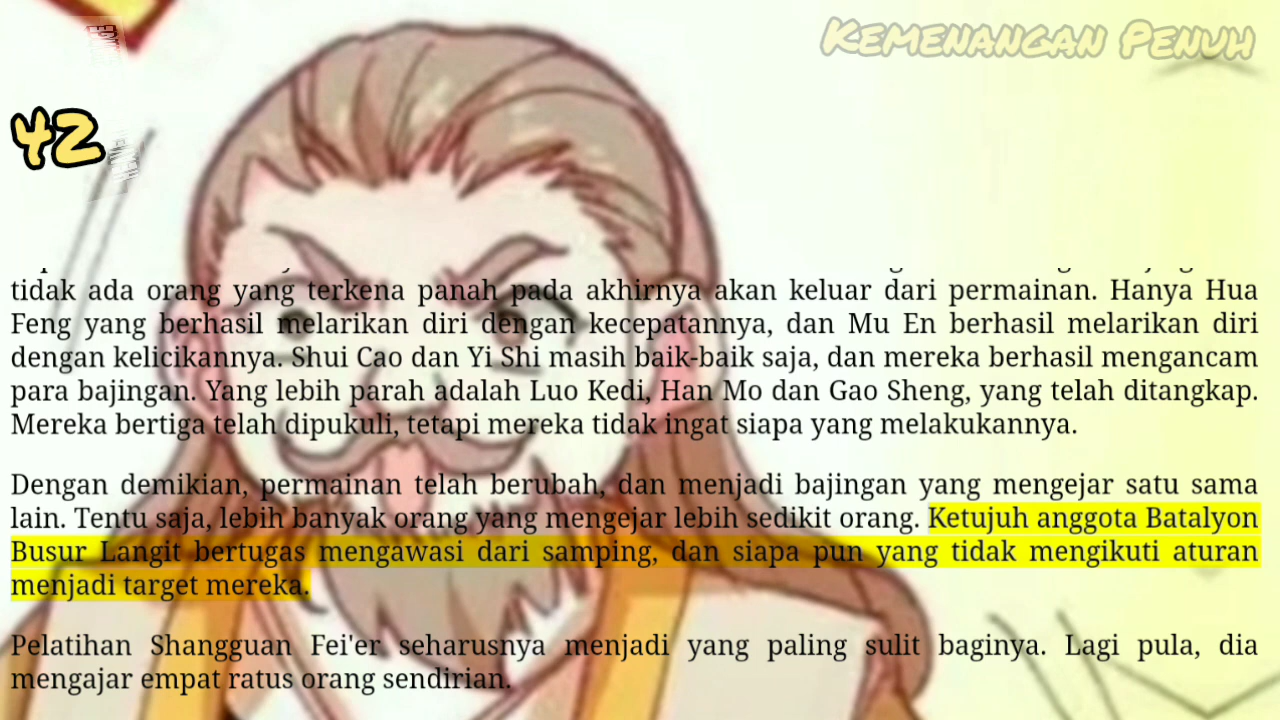 Kemenangan Penuh
42
tidak ada orang yang terkena panah pada akhirnya akan keluar dari permainan. Hanya Hua
Feng yang berhasil melarikan diri dengan kecepatannya, dan Mu En berhasil melarikan diri
dengan kelicikannya. Shui Cao dan Yi Shi masih baik-baik saja, dan mereka berhasil mengancam
para bajingan. Yang lebih parah adalah Luo Kedi, Han Mo dan Gao Sheng, yang telah ditangkap.
Mereka bertiga telah dipukuli, tetapi mereka tidak ingat siapa yang melakukannya.
Dengan demikian, permainan telah berubah, dan menjadi bajingan yang mengejar satu sama
lain. Tentu saja, lebih banyak orang yang mengejar lebih sedikit orang. Ketujuh anggota Batalyon
Busur Langit bertugas mengawasi dari samping, dan siapa pun yang tidak mengikuti aturan
menjadi target mereka.
Pelatihan Shangguan Fei'er seharusnya menjadi yang paling sulit baginya. Lagi pula, dia
mengajar empat ratus orang sendirian.